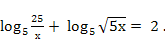 log₅ 25/x + log₅ √5x = 2 .